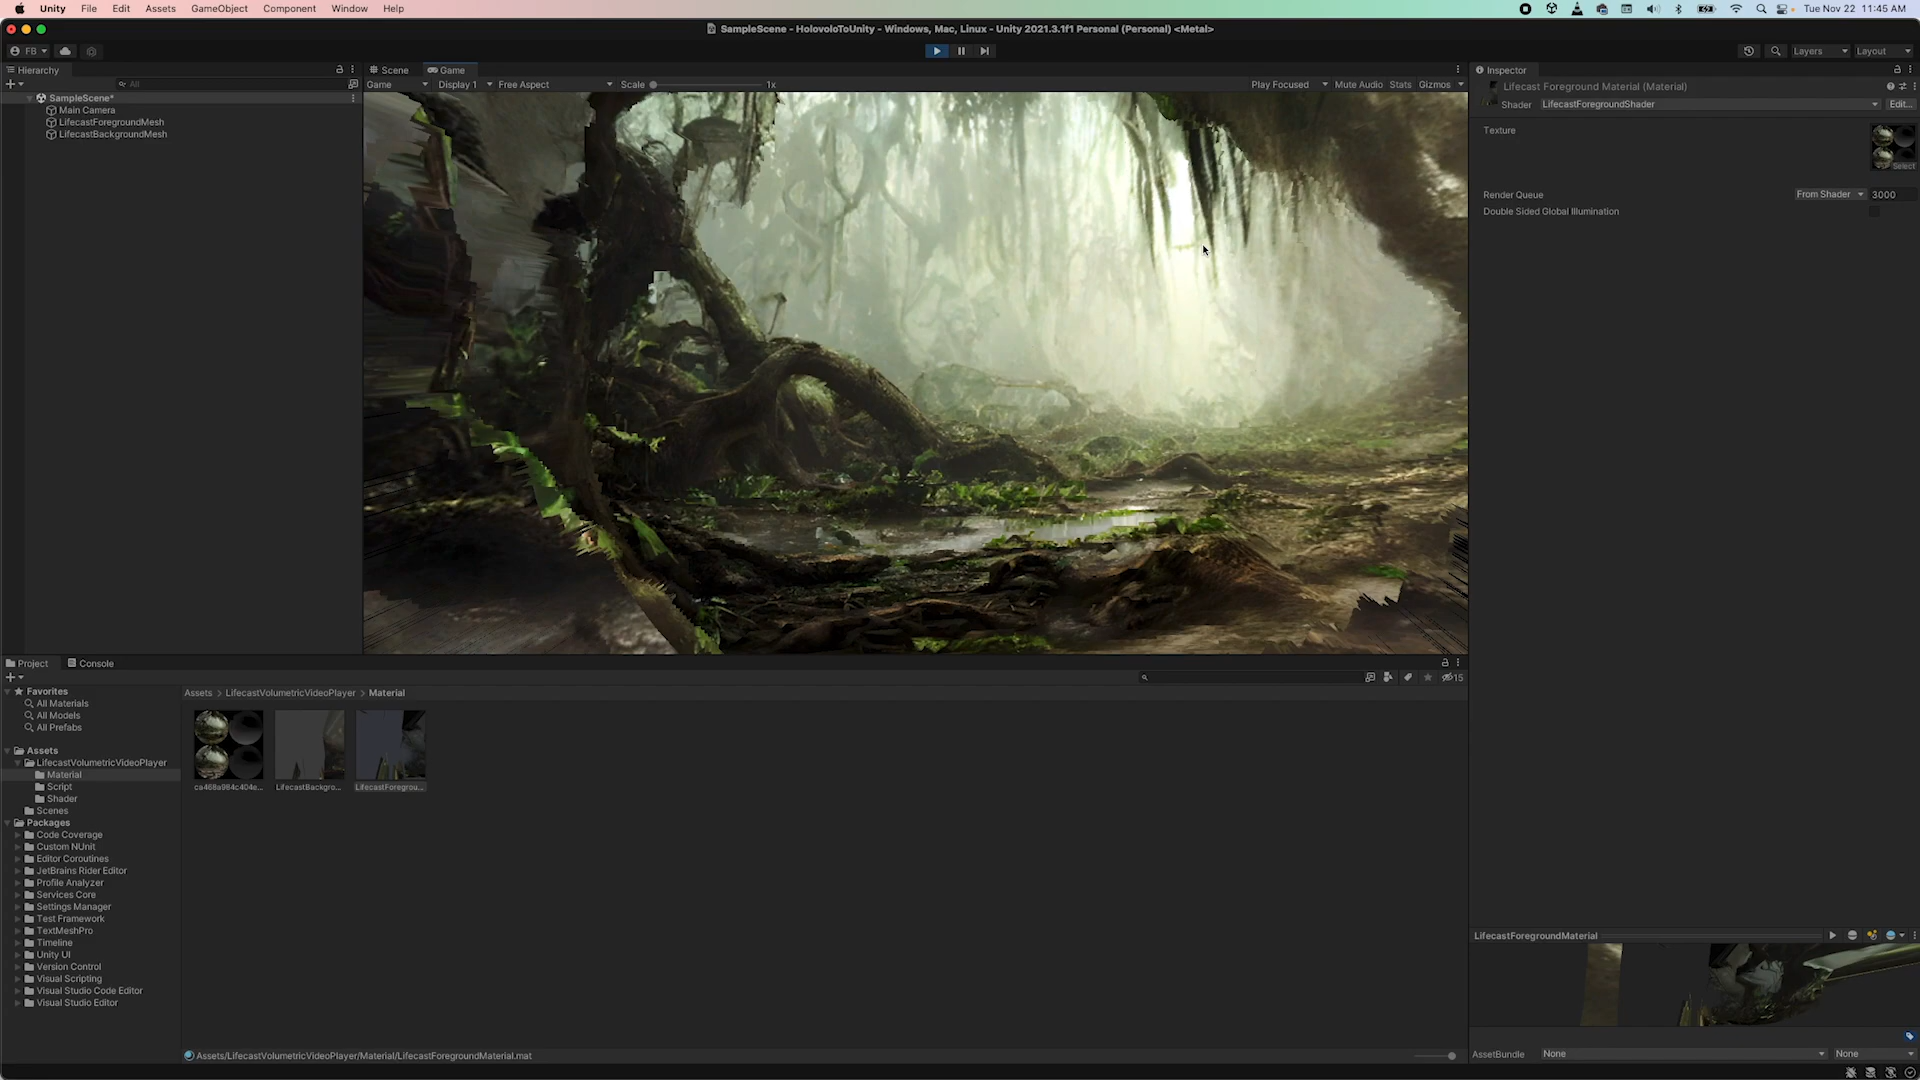 Unity File Edit Assets GameObject Component Window Help
Tue Nov 22 11:45 AM
SampleScene - HolovoloToUnity - Windows, Mac, Linux - Unity 2021.3.1f1 Personal (Personal) <Metal>
FB
Layers
Layout
Hierarchy
All
SampleScene*
Main Camera
LifecastForegroundMesh
LifecastBackgroundMesh
Scene
Game
Game
Display 1
Free Aspect
Scale
1x
Play Focused
Mute Audio
Stats
Gizmos
Inspector
Lifecast Foreground Material (Material)
Shader
LifecastForegroundShader
Edit...
Texture
Select
Render Queue
From Shader
3000
Double Sided Global Illumination
Project
Console
15
Favorites
All Materials
All Models
All Prefabs
Assets
LifecastVolumetricVideoPlayer
Material
Script
Shader
Scenes
Packages
Code Coverage
Custom NUnit
Editor Coroutines
JetBrains Rider Editor
Profile Analyzer
Services Core
Settings Manager
Test Framework
TextMeshPro
Timeline
Unity UI
Version Control
Visual Scripting
Visual Studio Code Editor
Visual Studio Editor
Assets > LifecastVolumetricVideoPlayer > Material
ca468a984c404e...
LifecastBackgro...
LifecastForegrou...
Assets/LifecastVolumetricVideoPlayer/Material/LifecastForegroundMaterial.mat
LifecastForegroundMaterial
AssetBundle
None
None